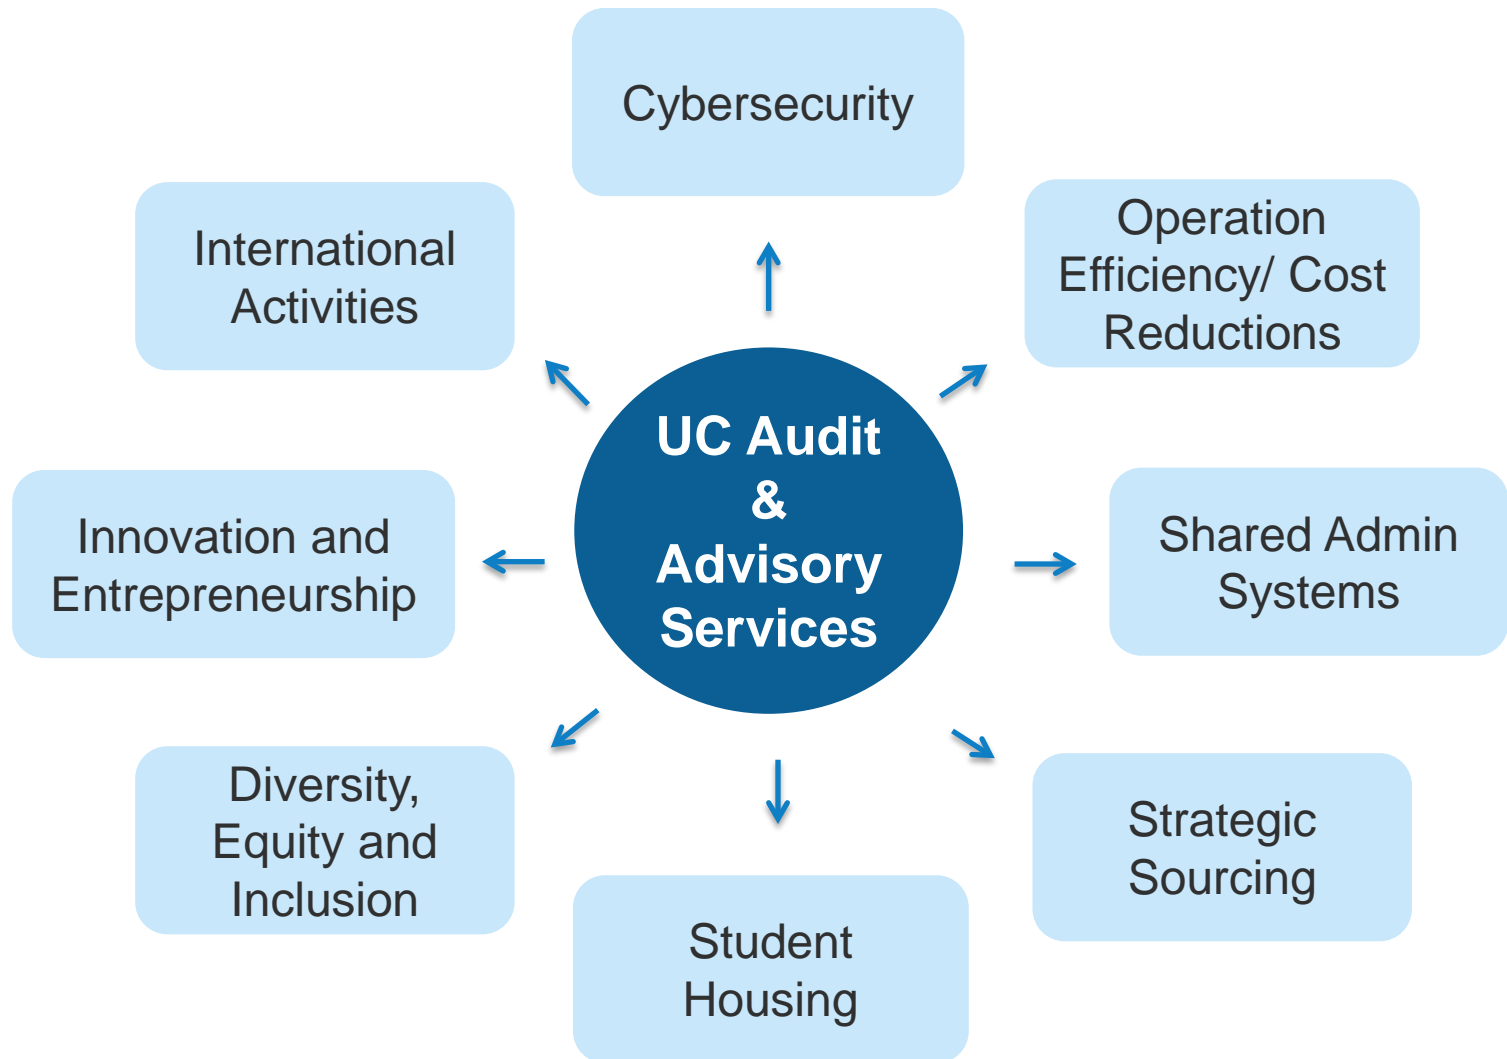 Cybersecurity
Operation
Efficiency/ Cost
Reductions
International
Activities
UC Audit
&
Advisory
Services
Innovation and
Entrepreneurship
Shared Admin
Systems
Diversity,
Equity and
Inclusion
Strategic
Sourcing
Student
Housing